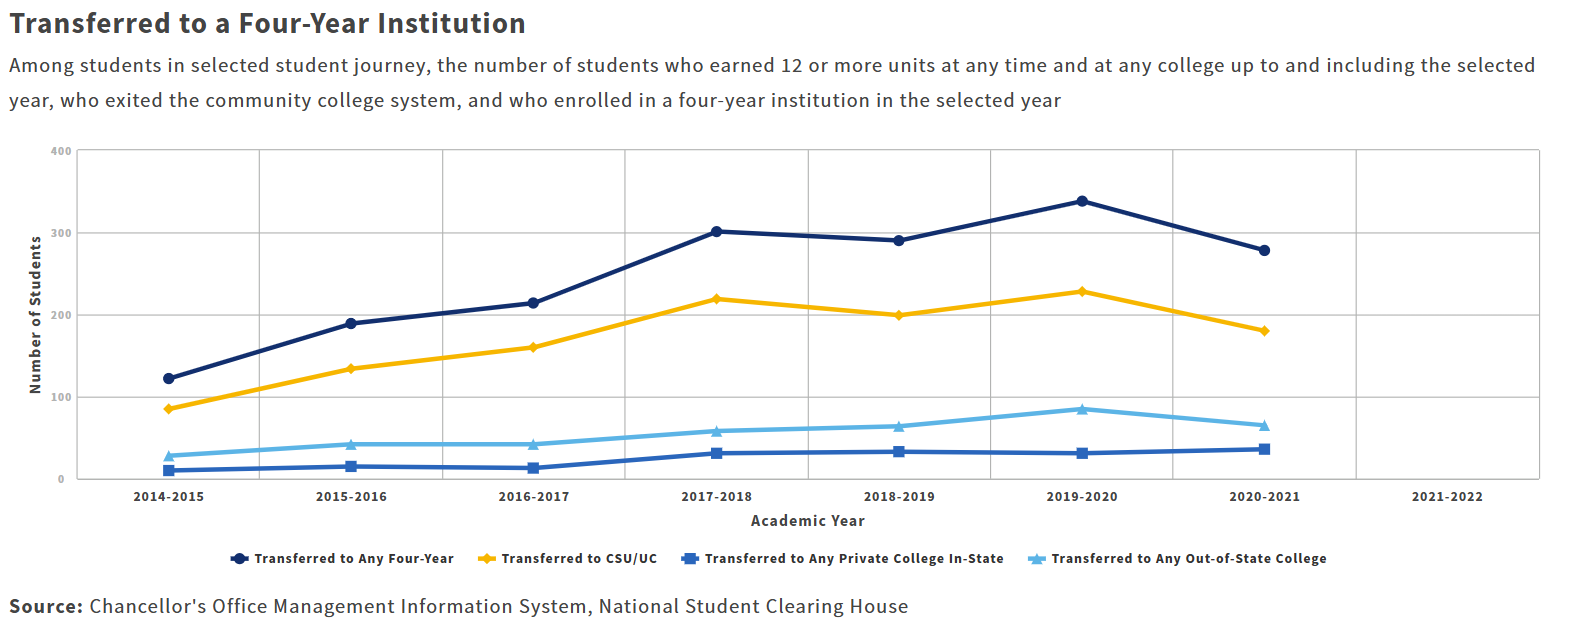 Transferred to a Four-Year Institution
Among students in selected student journey, the number of students who earned 12 or more units at any time and at any college up to and including the selected
year, who exited the community college system, and who enrolled in a four-year institution in the selected year
400
300
200
100
0
Number of Students
2014-2015 2015-2016 2016-2017 2017-2018 2018-2019 2019-2020 2020-2021 2021-2022
Academic Year
Transferred to Any Four-Year Transferred to CSU/UC Transferred to Any Private College In-State Transferred to Any Out-of-State College
Source: Chancellor's Office Management Information System, National Student Clearing House